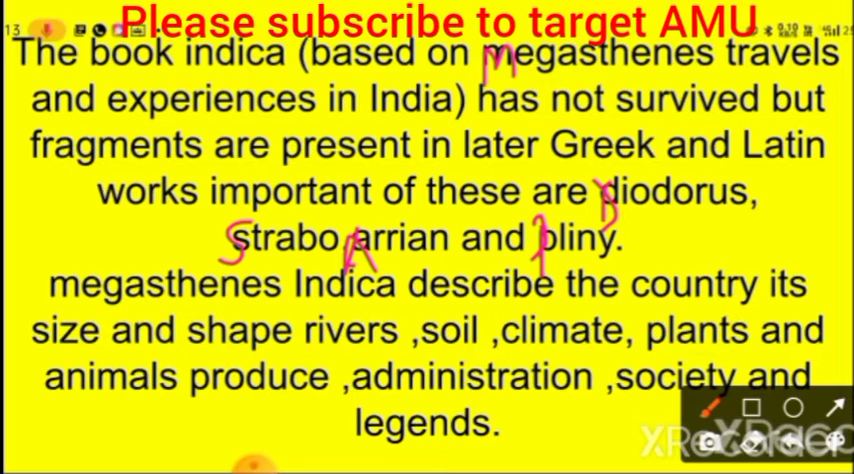 Please subscribe to target AMU
13
The book indica (based on megasthenes travels
and experiences in India) has not survived but
fragments are present in later Greek and Latin
works important of these are diodorus,
strabo arrian and pliny.
megasthenes Indica describe the country its
size and shape rivers ,soil ,climate, plants and
animals produce ,administration ,society and
legends.